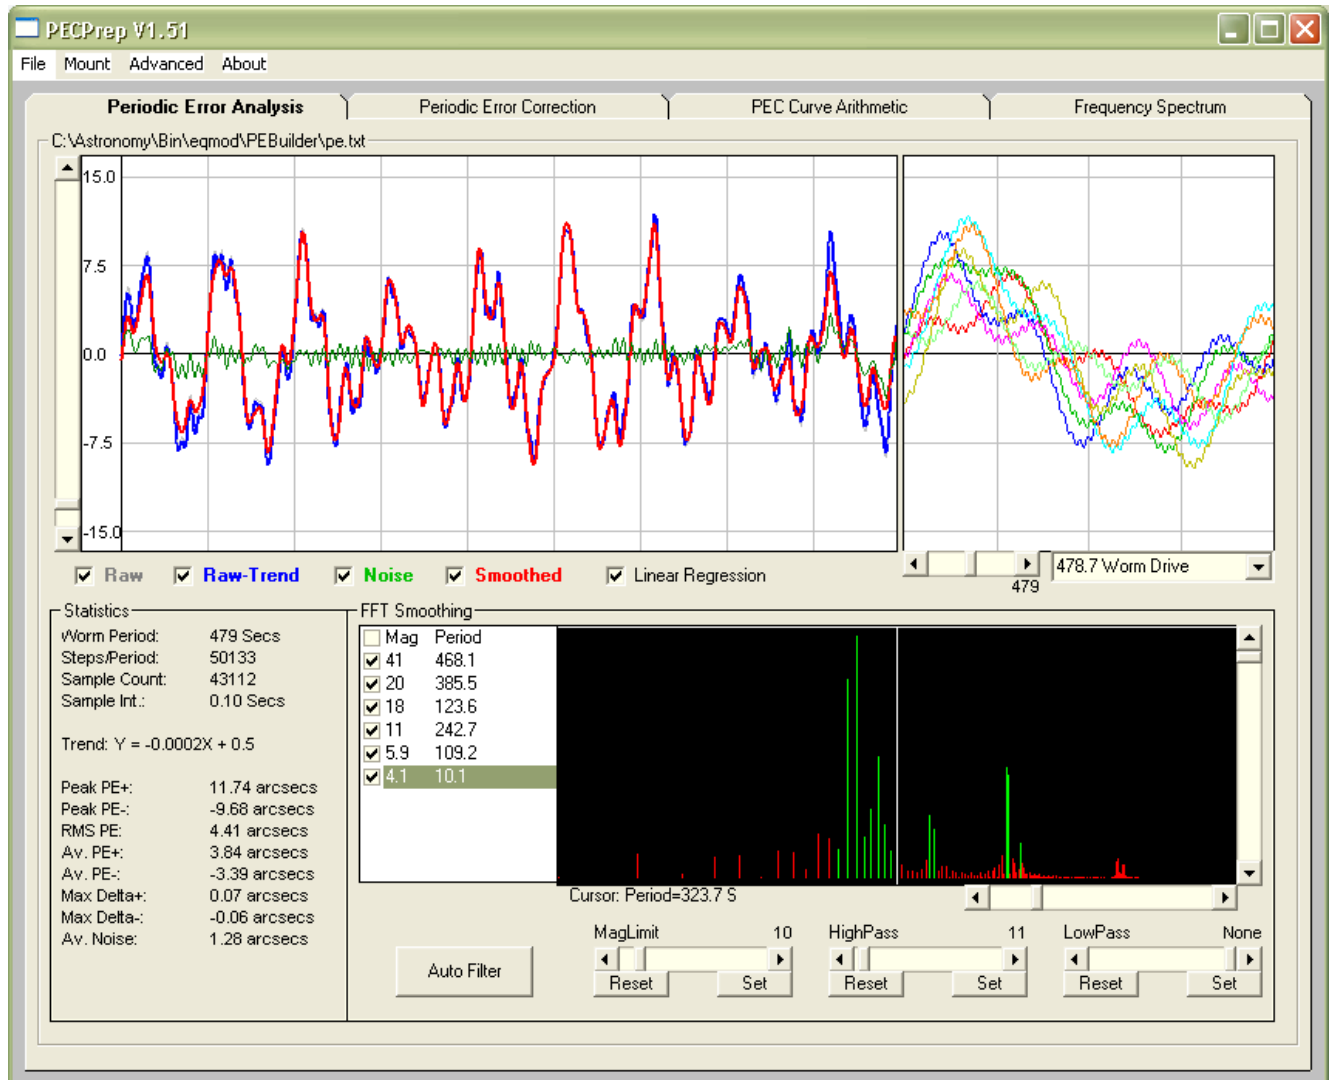 PECPrep V1.51
File Mount Advanced About
Periodic Error Analysis Periodic Error Correction PEC Curve Arithmetic Frequency Spectrum
C:\Astronomy\Bin\eqmod\PEBuilder\pe.txt
15.0
7.5
0.0
-7.5
-15.0
Raw Raw-Trend Noise Smoothed Linear Regression
479
478.7 Worm Drive
Statistics
Worm Period: 479 Secs
Steps/Period: 50133
Sample Count: 43112
Sample Int.: 0.10 Secs
Trend: Y = -0.0002X + 0.5
Peak PE+: 11.74 arcsecs
Peak PE-: -9.68 arcsecs
RMS PE: 4.41 arcsecs
Av. PE+: 3.84 arcsecs
Av. PE-: -3.39 arcsecs
Max Delta+: 0.07 arcsecs
Max Delta-: -0.06 arcsecs
Av. Noise: 1.28 arcsecs
FFT Smoothing
Mag Period
41 468.1
20 385.5
18 123.6
11 242.7
5.9 109.2
4.1 10.1
Cursor: Period=323.7 S
Auto Filter
MagLimit 10
Reset Set
HighPass 11
Reset Set
LowPass None
Reset Set